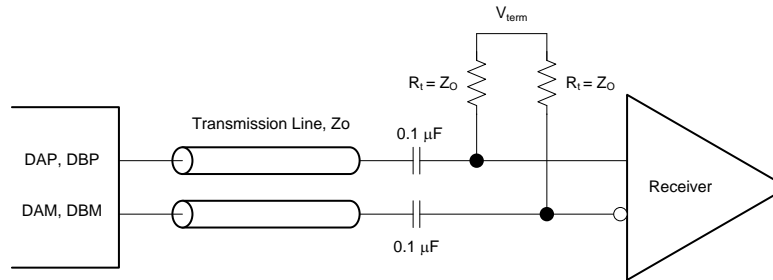 V_term
R_t = Z_O
R_t = Z_O
Transmission Line, Zo
0.1 μF
DAP, DBP
DAM, DBM
Receiver
0.1 μF